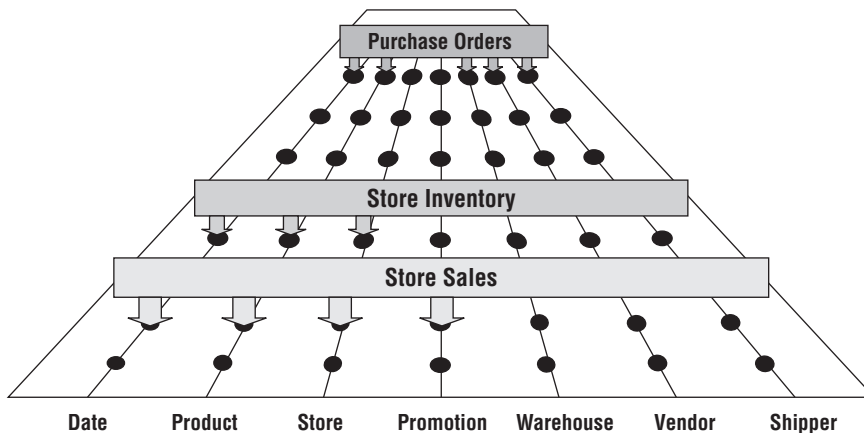 Purchase Orders
Store Inventory
Store Sales
Date Product Store Promotion Warehouse Vendor Shipper